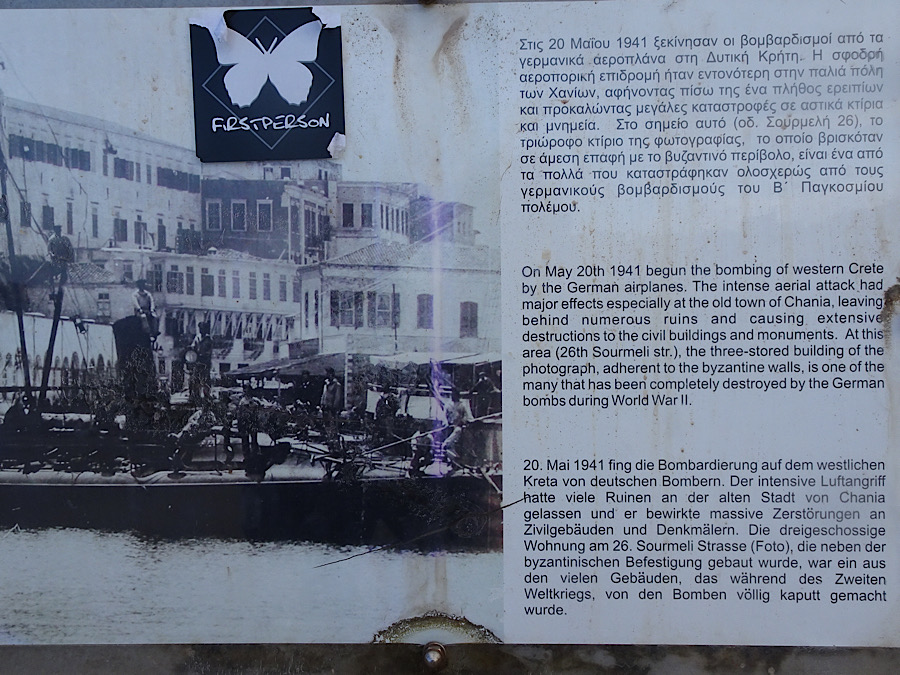 FIRSTPERSON
Στις 20 Μαΐου 1941 ξεκίνησαν οι βομβαρδισμοί από τα
γερμανικά αεροπλάνα στη Δυτική Κρήτη. Η σφοδρή
αεροπορική επιδρομή ήταν εντονότερη στην παλιά πόλη
των Χανίων, αφήνοντας πίσω της ένα πλήθος ερειπίων
και προκαλώντας μεγάλες καταστροφές σε αστικά κτίρια
και μνημεία. Στο σημείο αυτό (οδ. Σουρμελή 26), το
τριώροφο κτίριο της φωτογραφίας, το οποίο βρισκόταν
σε άμεση επαφή με το βυζαντινό περίβολο, είναι ένα από
τα πολλά που καταστράφηκαν ολοσχερώς από τους
γερμανικούς βομβαρδισμούς του Β΄ Παγκοσμίου
πολέμου.
On May 20th 1941 begun the bombing of western Crete
by the German airplanes. The intense aerial attack had
major effects especially at the old town of Chania, leaving
behind numerous ruins and causing extensive
destructions to the civil buildings and monuments. At this
area (26th Sourmeli str.), the three-stored building of the
photograph, adherent to the byzantine walls, is one of the
many that has been completely destroyed by the German
bombs during World War II.
20. Mai 1941 fing die Bombardierung auf dem westlichen
Kreta von deutschen Bombern. Der intensive Luftangriff
hatte viele Ruinen an der alten Stadt von Chania
gelassen und er bewirkte massive Zerstörungen an
Zivilgebäuden und Denkmälern. Die dreigeschossige
Wohnung am 26. Sourmeli Strasse (Foto), die neben der
byzantinischen Befestigung gebaut wurde, war ein aus
den vielen Gebäuden, das während des Zweiten
Weltkriegs, von den Bomben völlig kaputt gemacht
wurde.